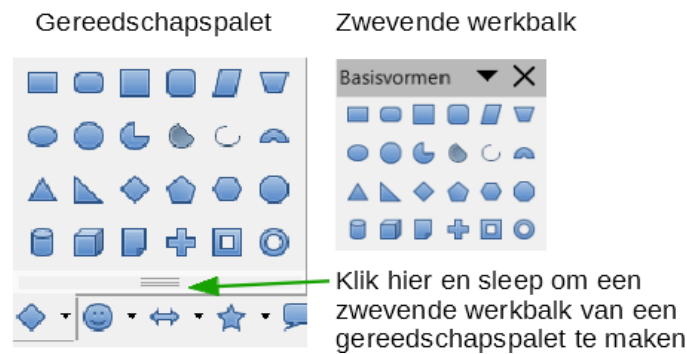 Gereedschapspalet
Zwevende werkbalk
Basisvormen
Klik hier en sleep om een
zwevende werkbalk van een
gereedschapspalet te maken